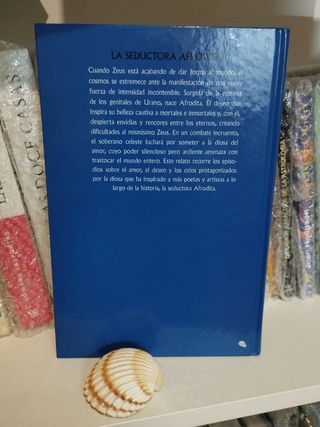 LA SEDUCTORA AFRODITA
Cuando Zeus está acabando de dar forma al mundo, el
cosmos se estremece ante la manifestación de una nueva
fuerza de intensidad incontenible. Surgida de la espuma
de los genitales de Urano, nace Afrodita. El deseo que
inspira su belleza cautiva a mortales e inmortales y, con él,
despierta envidias y rencores entre los eternos, creando
dificultades al mismísimo Zeus. En un combate incruento,
el soberano celeste luchará por someter a la diosa del
amor, cuyo poder silencioso pero ardiente amenaza con
trastocar el mundo entero. Este relato recorre los episo-
dios sobre el amor, el deseo y los celos protagonizados
por la diosa que ha inspirado a más poetas y artistas a lo
largo de la historia, la seductora Afrodita.
DOCE CASAS